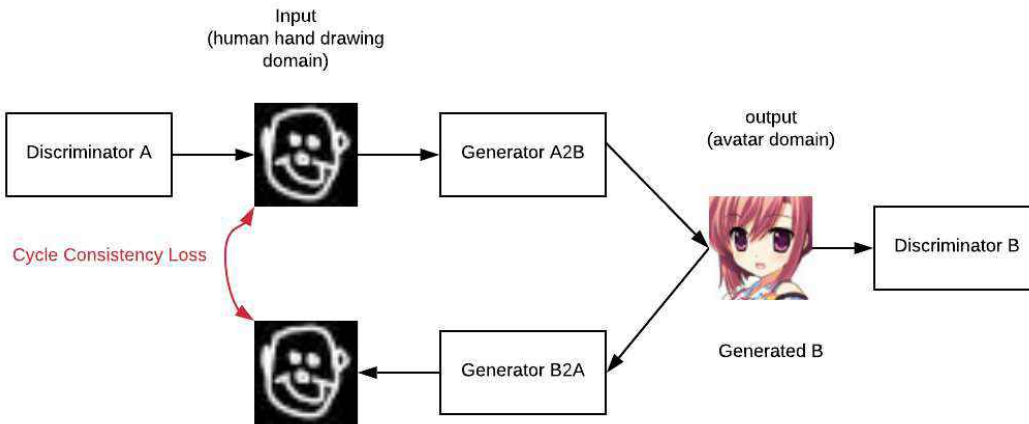 Input
(human hand drawing
domain)
Discriminator A
Generator A2B
output
(avatar domain)
Cycle Consistency Loss
Discriminator B
Generated B
Generator B2A